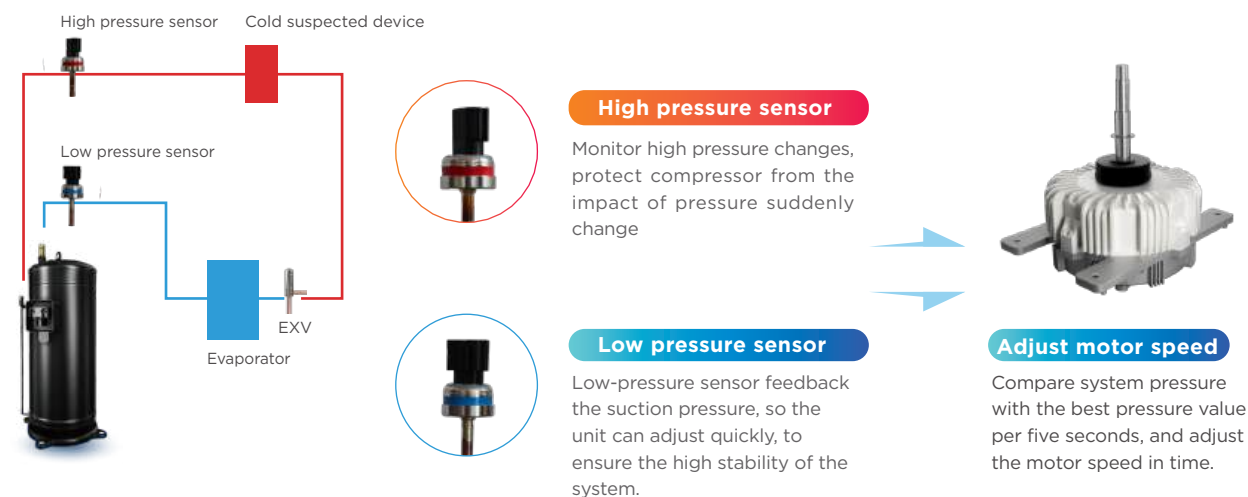 High pressure sensor
Cold suspected device
Low pressure sensor
EXV
Evaporator
High pressure sensor
Monitor high pressure changes,
protect compressor from the
impact of pressure suddenly
change
Low pressure sensor
Low-pressure sensor feedback
the suction pressure, so the
unit can adjust quickly, to
ensure the high stability of the
system.
Adjust motor speed
Compare system pressure
with the best pressure value
per five seconds, and adjust
the motor speed in time.